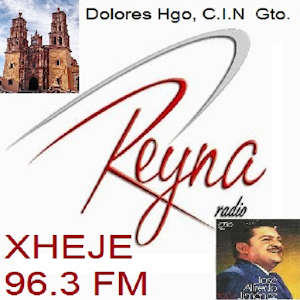 Dolores Hgo, C.I.N Gto.
Reyna
radio
XHEJE
96.3 FM
José
Alfredo
Jiménez